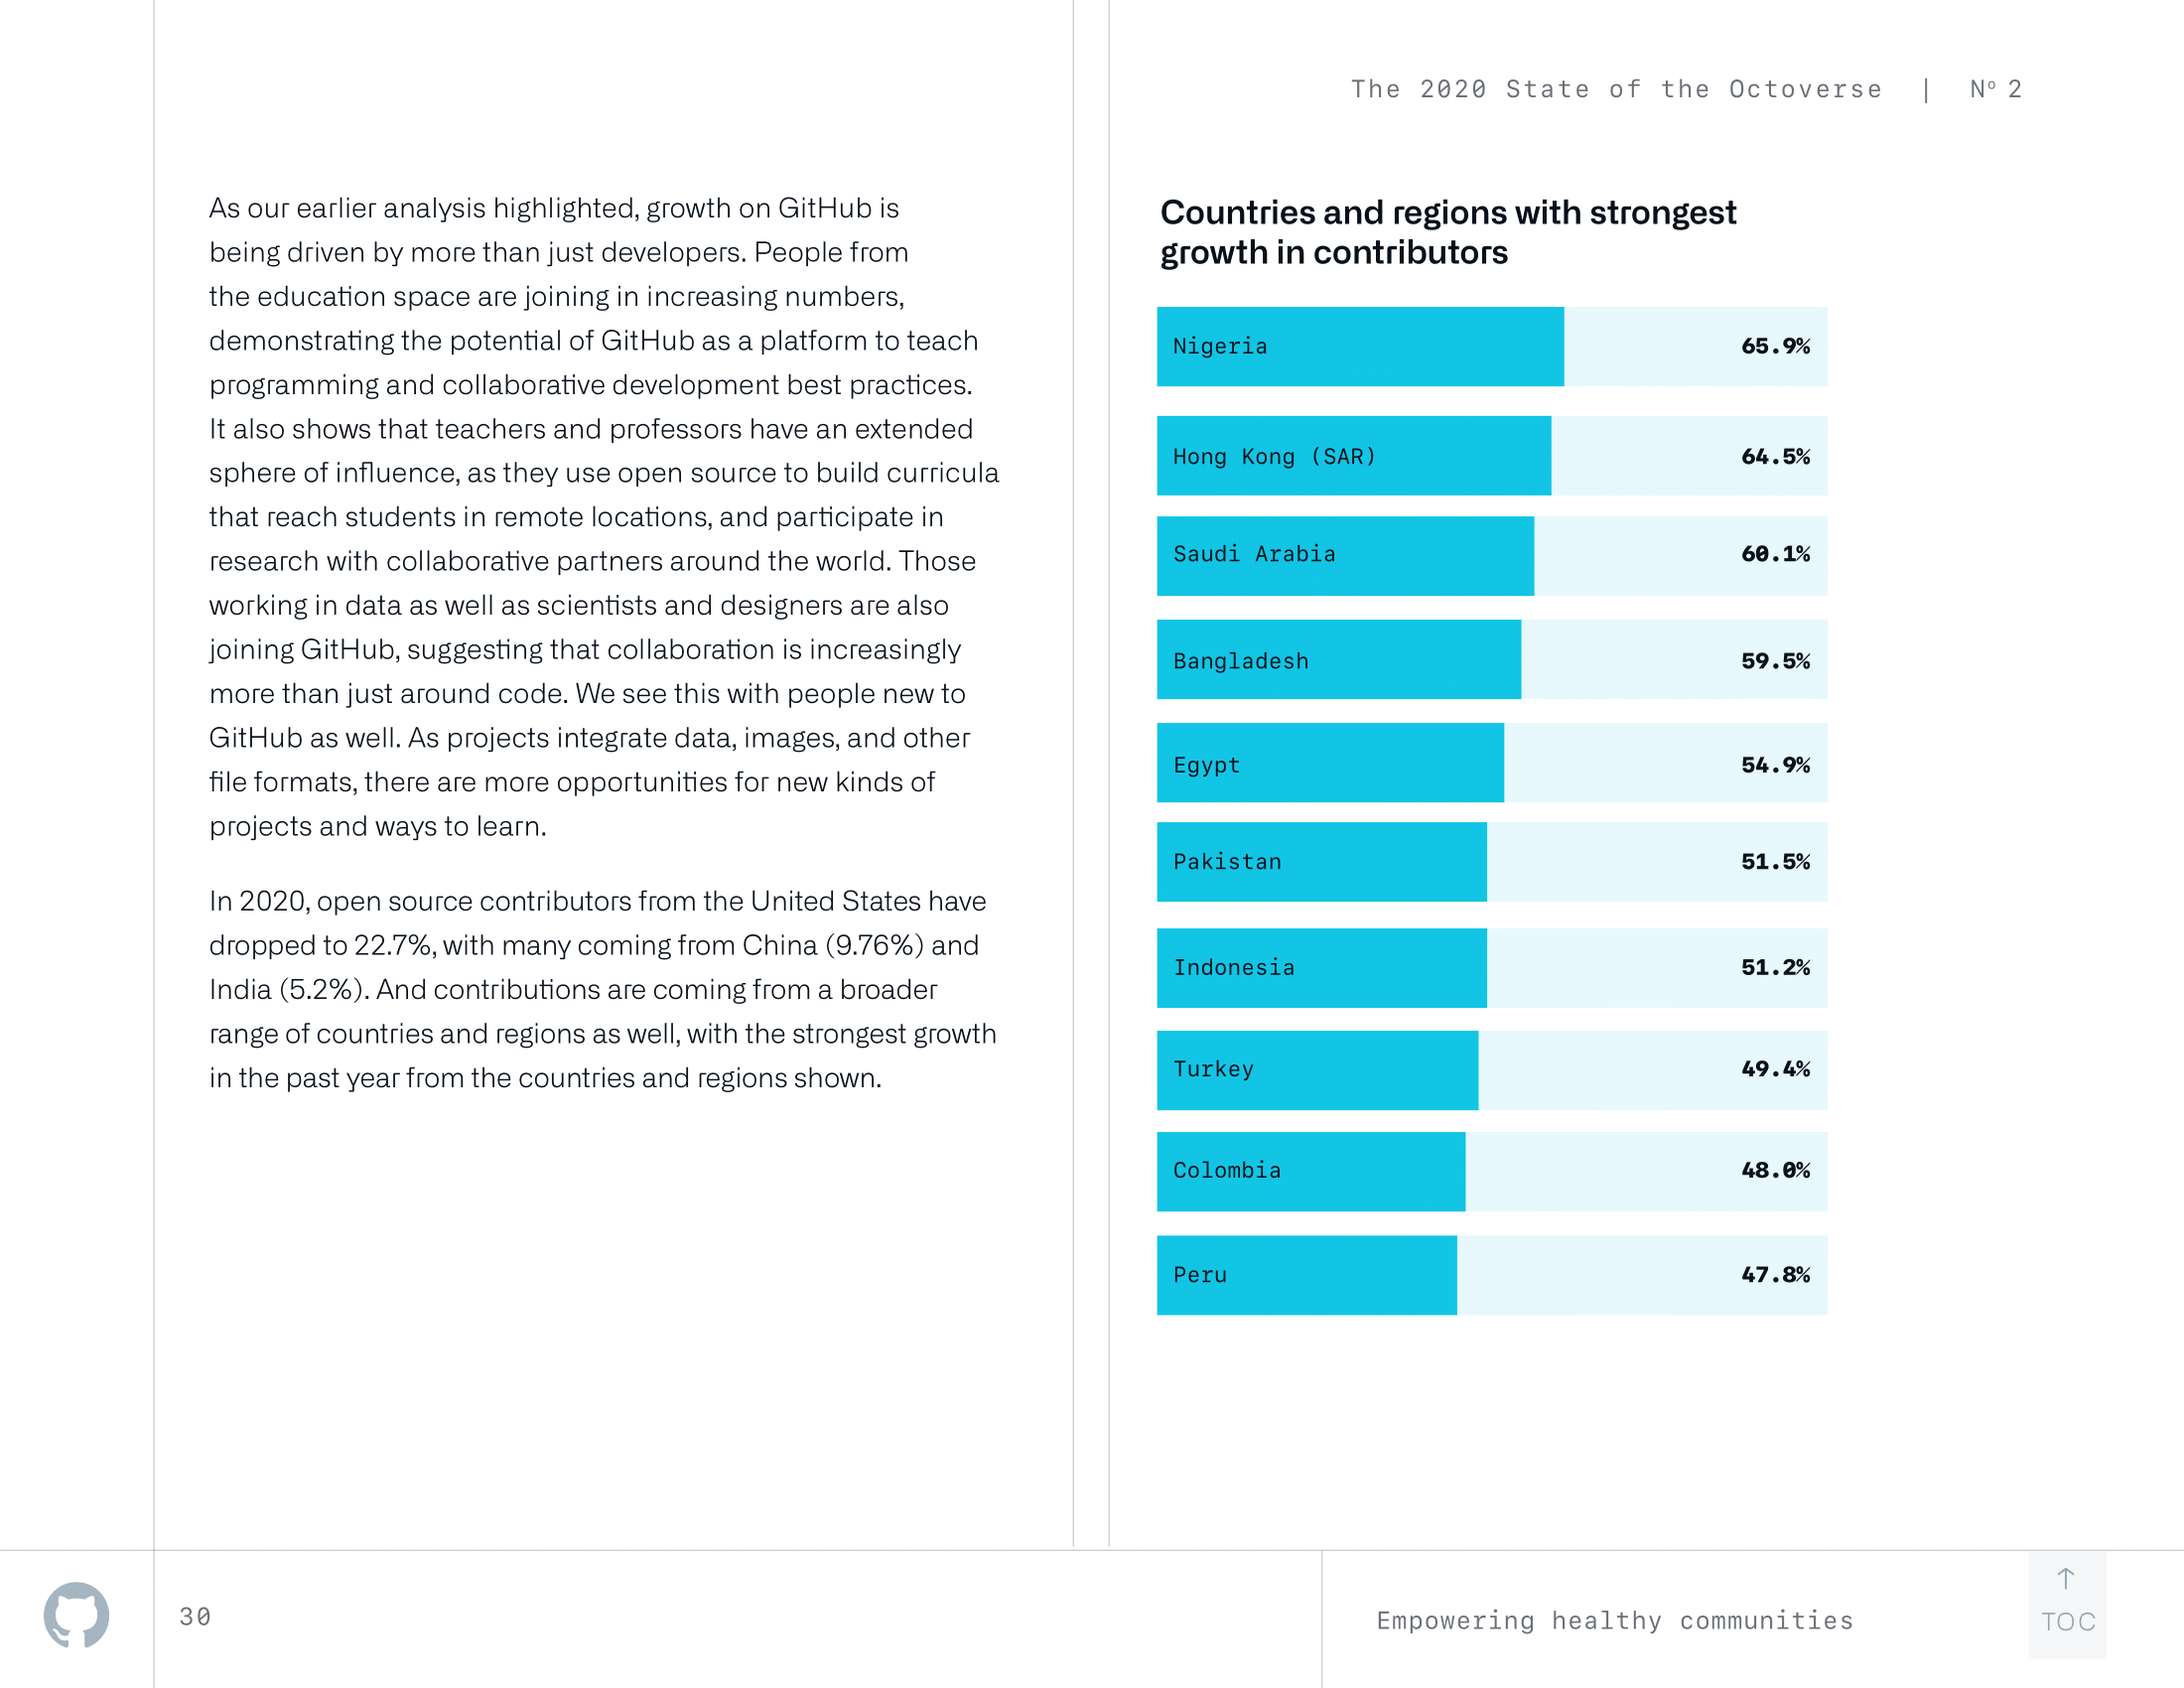 The 2020 State of the Octoverse | Nº 2
As our earlier analysis highlighted, growth on GitHub is
being driven by more than just developers. People from
the education space are joining in increasing numbers,
demonstrating the potential of GitHub as a platform to teach
programming and collaborative development best practices.
It also shows that teachers and professors have an extended
sphere of influence, as they use open source to build curricula
that reach students in remote locations, and participate in
research with collaborative partners around the world. Those
working in data as well as scientists and designers are also
joining GitHub, suggesting that collaboration is increasingly
more than just around code. We see this with people new to
GitHub as well. As projects integrate data, images, and other
file formats, there are more opportunities for new kinds of
projects and ways to learn.
In 2020, open source contributors from the United States have
dropped to 22.7%, with many coming from China (9.76%) and
India (5.2%). And contributions are coming from a broader
range of countries and regions as well, with the strongest growth
in the past year from the countries and regions shown.
Countries and regions with strongest
growth in contributors
Nigeria 65.9%
Hong Kong (SAR) 64.5%
Saudi Arabia 60.1%
Bangladesh 59.5%
Egypt 54.9%
Pakistan 51.5%
Indonesia 51.2%
Turkey 49.4%
Colombia 48.0%
Peru 47.8%
30
Empowering healthy communities
↑
TOC